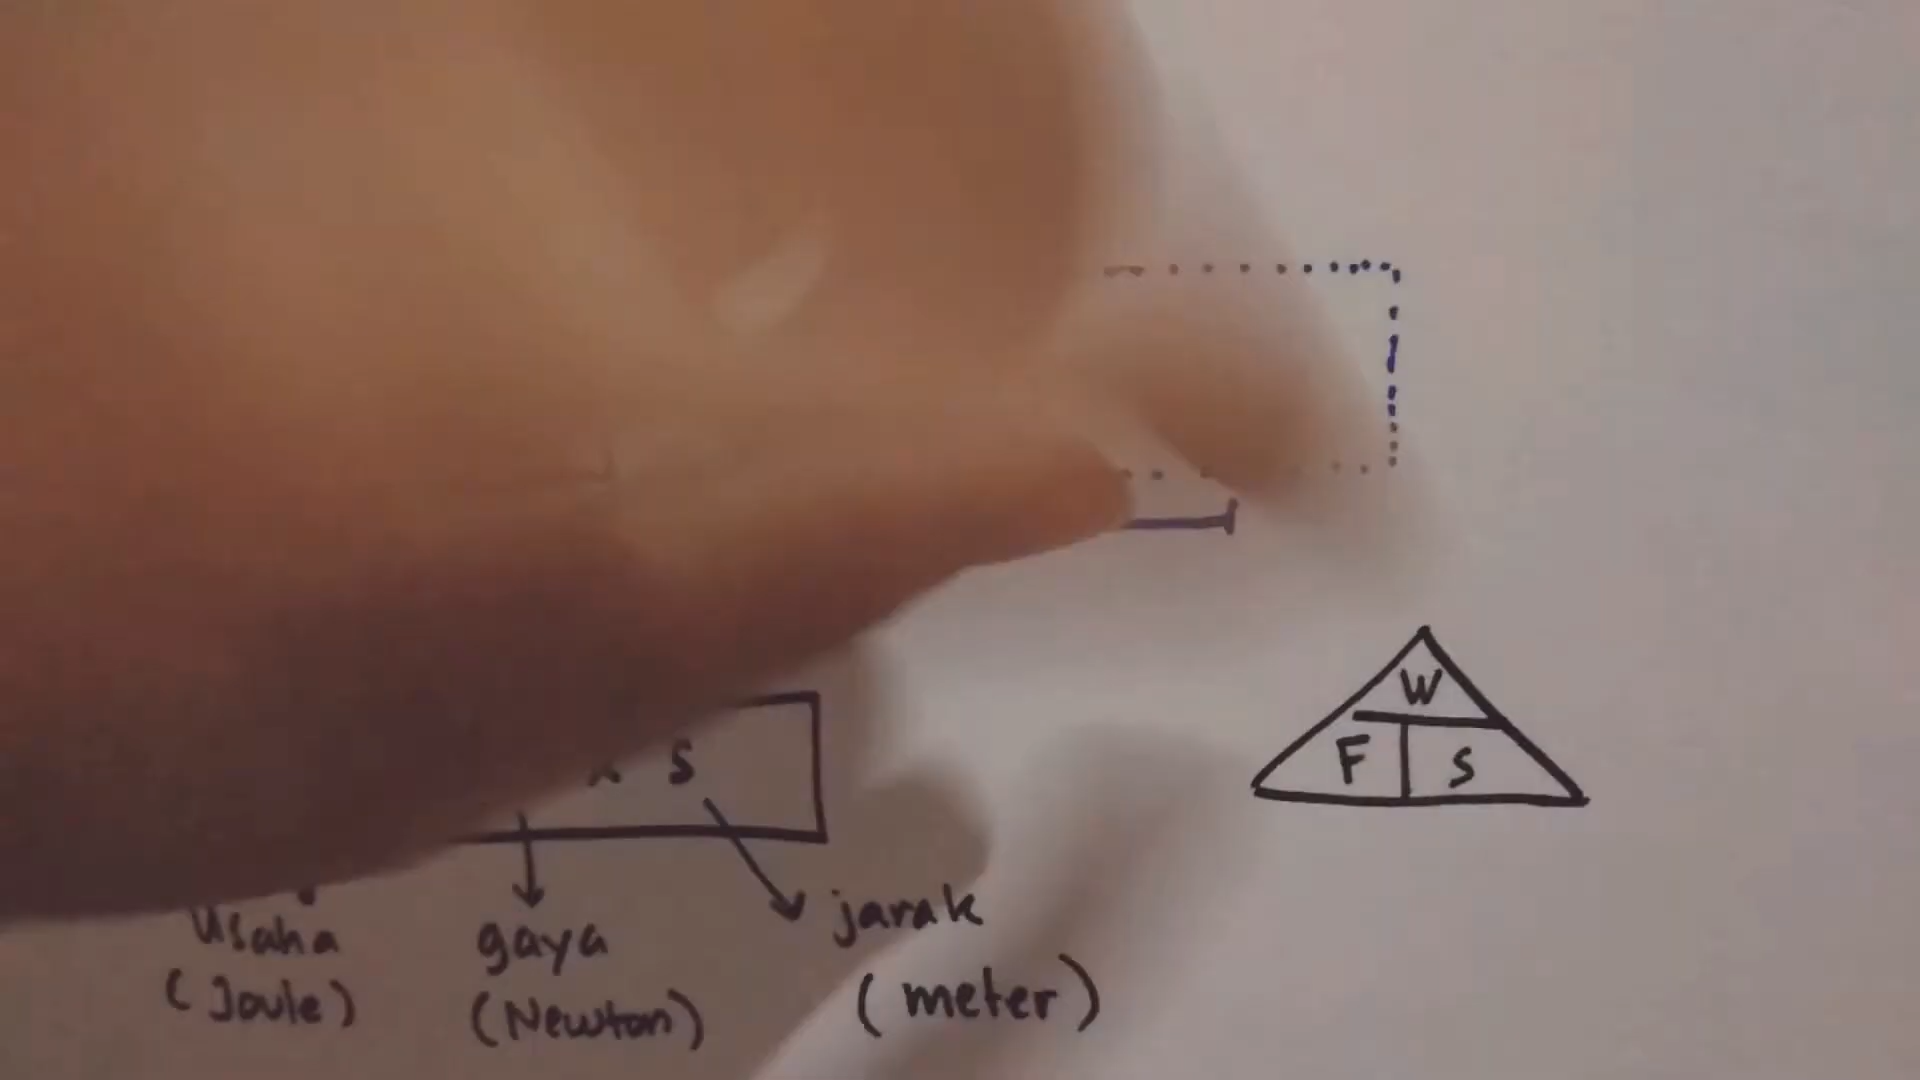 W
F S
x S
Usaha gaya jarak
(Joule) (Newton) (meter)